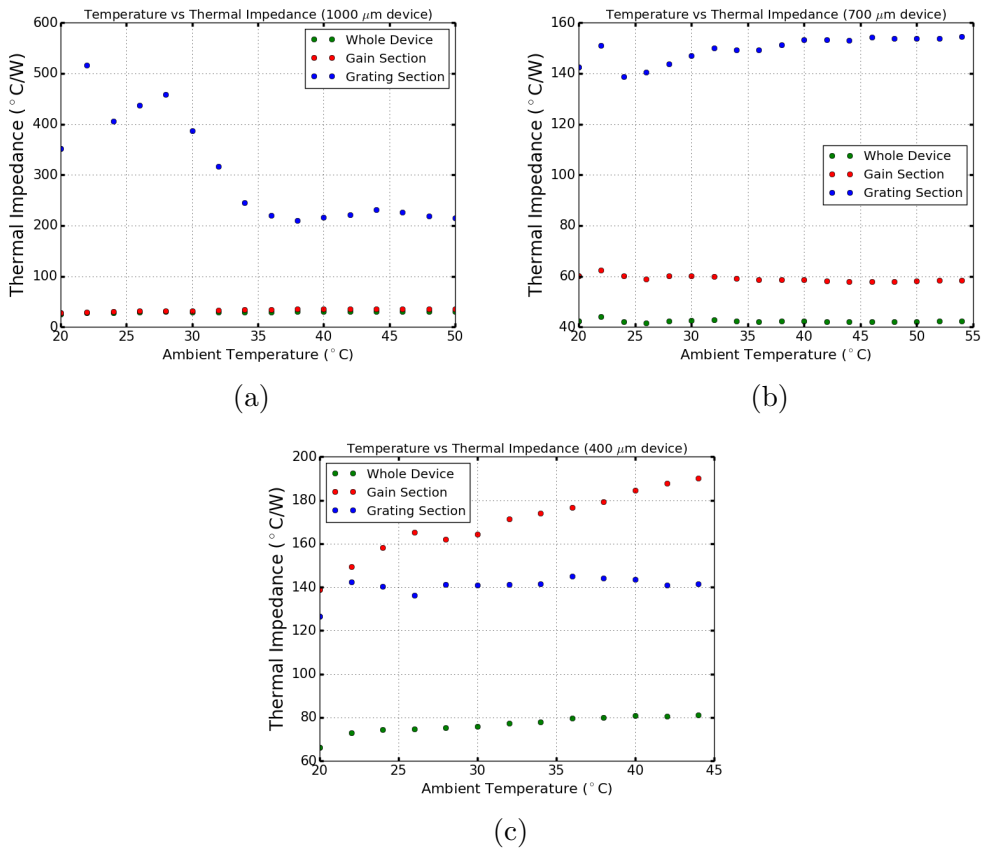 Temperature vs Thermal Impedance (1000 μm device)
Thermal Impedance (°C/W)
600
500
400
300
200
100
0
Whole Device
Gain Section
Grating Section
20 25 30 35 40 45 50
Ambient Temperature (°C)
(a)
Temperature vs Thermal Impedance (700 μm device)
Thermal Impedance (°C/W)
160
140
120
100
80
60
40
Whole Device
Gain Section
Grating Section
20 25 30 35 40 45 50 55
Ambient Temperature (°C)
(b)
Temperature vs Thermal Impedance (400 μm device)
Thermal Impedance (°C/W)
200
180
160
140
120
100
80
60
Whole Device
Gain Section
Grating Section
20 25 30 35 40 45
Ambient Temperature (°C)
(c)